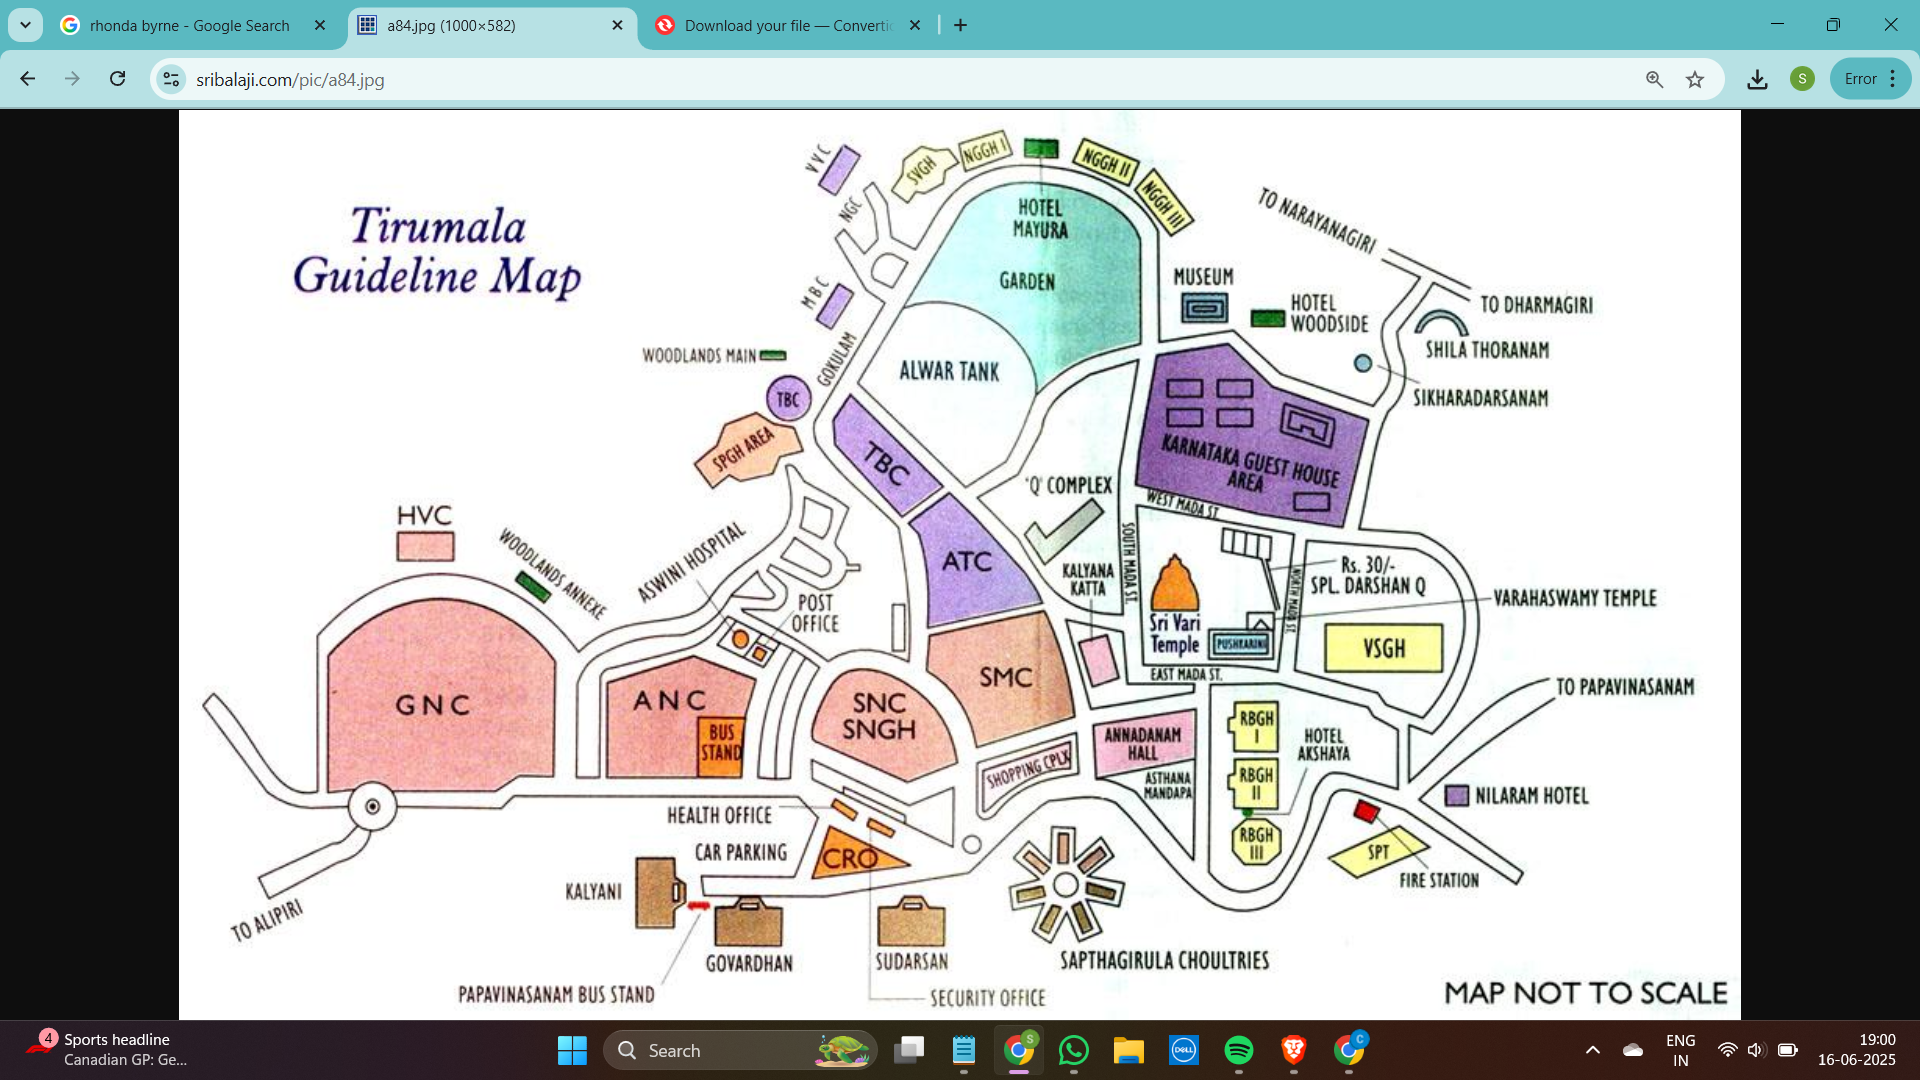 rhonda byrne - Google Search
a84.jpg (1000×582)
Download your file — Converti
sribalaji.com/pic/a84.jpg
S
Error
Tirumala
Guideline Map
VVC
SVGH
NGGH I
NGGH II
NGGH III
NGC
HOTEL
MAYURA
GARDEN
TO NARAYANAGIRI
MUSEUM
HOTEL
WOODSIDE
TO DHARMAGIRI
SHILA THORANAM
SIKHARADARSANAM
MBC
WOODLANDS MAIN
GOKULAM
ALWAR TANK
TBC
SPGH AREA
TBC
KARNATAKA GUEST HOUSE
AREA
'Q' COMPLEX
WEST MADA ST.
HVC
WOODLANDS ANNEXE
ASWINI HOSPITAL
ATC
SOUTH MADA ST.
KALYANA
KATTA
Rs. 30/-
SPL. DARSHAN Q
NORTH MADA ST.
VARAHASWAMY TEMPLE
POST
OFFICE
Sri Vari
Temple
PUSHKARINI
VSGH
EAST MADA ST.
GNC
ANC
BUS
STAND
SNC
SNGH
SMC
TO PAPAVINASANAM
SHOPPING CPLX
ANNADANAM
HALL
ASTHANA
MANDAPA
RBGH
I
RBGH
II
RBGH
III
HOTEL
AKSHAYA
NILARAM HOTEL
HEALTH OFFICE
CAR PARKING
CRO
SPT
FIRE STATION
KALYANI
TO ALIPIRI
GOVARDHAN
SUDARSAN
SAPTHAGIRULA CHOULTRIES
PAPAVINASANAM BUS STAND
SECURITY OFFICE
MAP NOT TO SCALE
4
Sports headline
Canadian GP: Ge...
Search
S
DELL
C
ENG
IN
19:00
16-06-2025